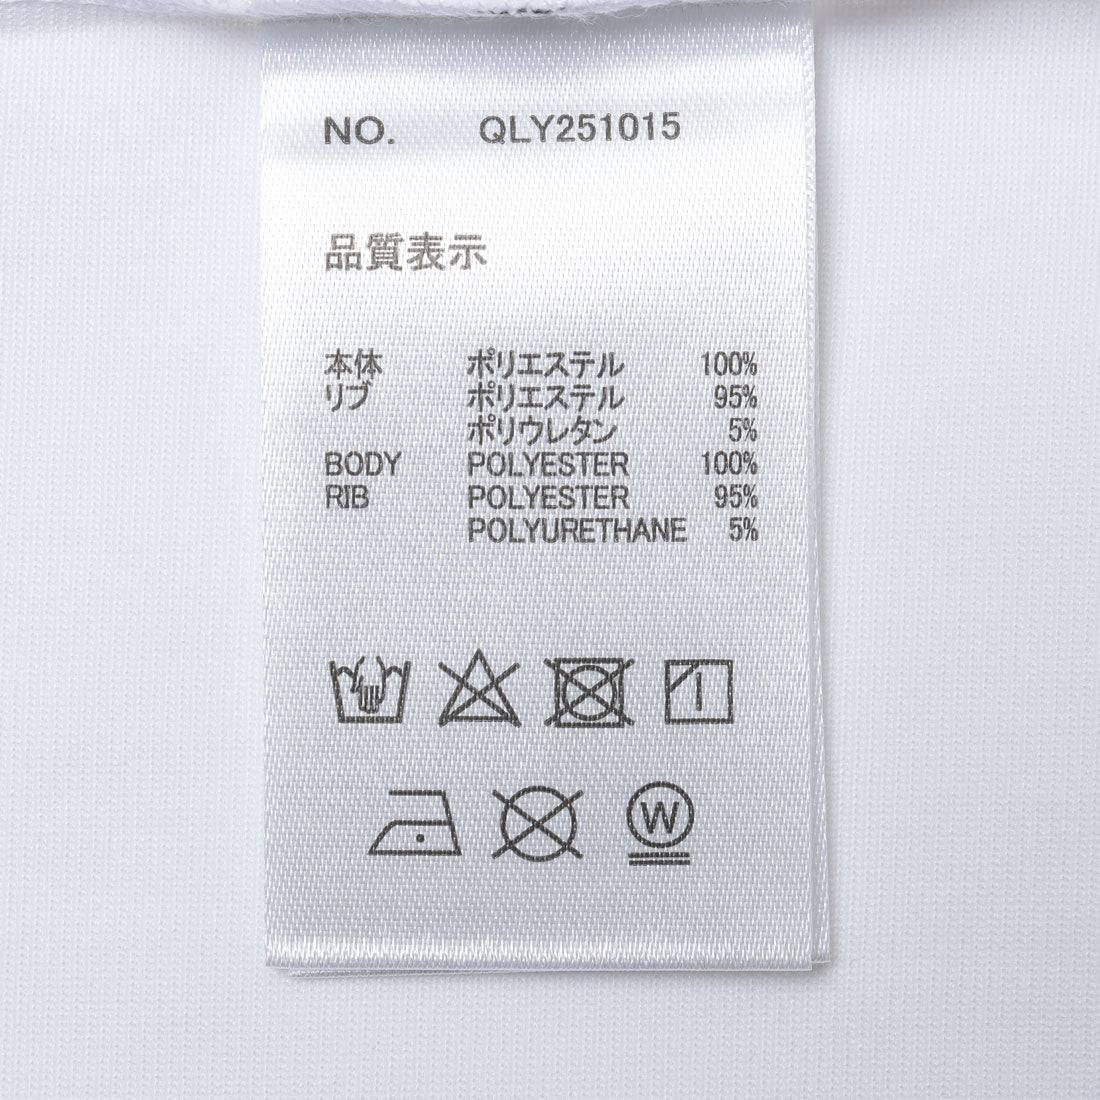 NO. QLY251015
品質表示
本体 ポリエステル 100%
リブ ポリエステル 95%
ポリウレタン 5%
BODY POLYESTER 100%
RIB POLYESTER 95%
POLYURETHANE 5%
W